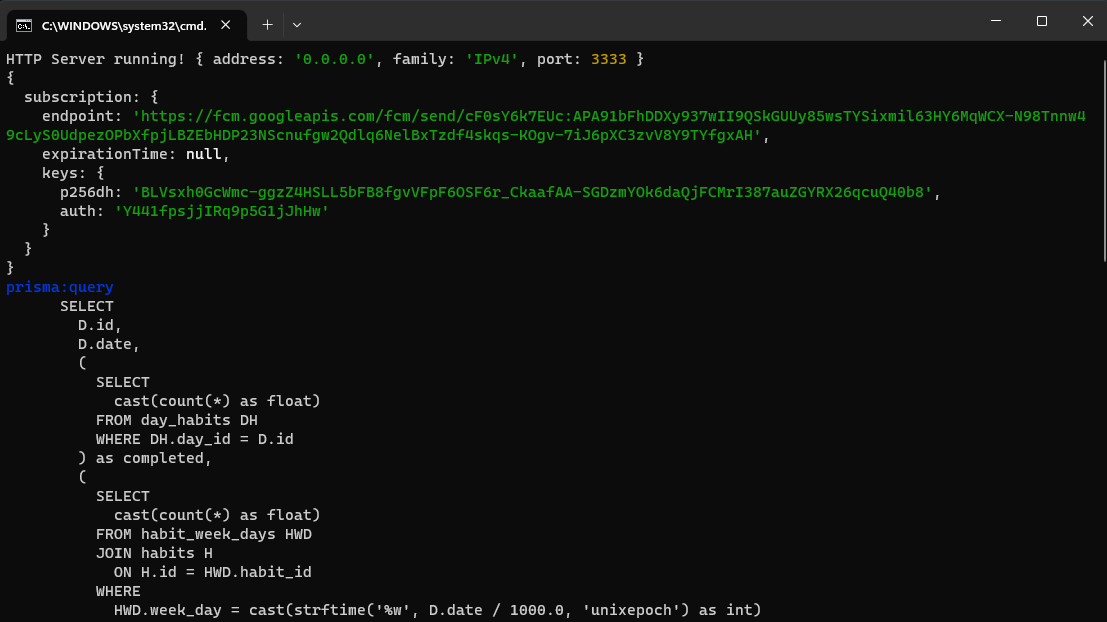 C:\WINDOWS\system32\cmd.
HTTP Server running! { address: '0.0.0.0', family: 'IPv4', port: 3333 }
{
  subscription: {
    endpoint: 'https://fcm.googleapis.com/fcm/send/cF0sY6k7EUc:APA91bFhDDXy937wII9QSkGUUy85wsTYSixmil63HY6MqWCX-N98Tnnw4
9cLyS0UdpezOPbXfpjLBZEbHDP23NScnufgw2Qdlq6NelBxTzdf4skqs-KOgv-7iJ6pXC3zvV8Y9TYfgxAH',
    expirationTime: null,
    keys: {
      p256dh: 'BLVsxh0GcWmc-ggzZ4HSLL5bFB8fgvVFpF6OSF6r_CkaafAA-SGDzmYOk6daQjFCMrI387auZGYRX26qcuQ40b8',
      auth: 'Y441fpsjjIRq9p5G1jJhHw'
    }
  }
}
prisma:query
      SELECT
        D.id,
        D.date,
        (
          SELECT
            cast(count(*) as float)
          FROM day_habits DH
          WHERE DH.day_id = D.id
        ) as completed,
        (
          SELECT
            cast(count(*) as float)
          FROM habit_week_days HWD
          JOIN habits H
            ON H.id = HWD.habit_id
          WHERE
            HWD.week_day = cast(strftime('%w', D.date / 1000.0, 'unixepoch') as int)